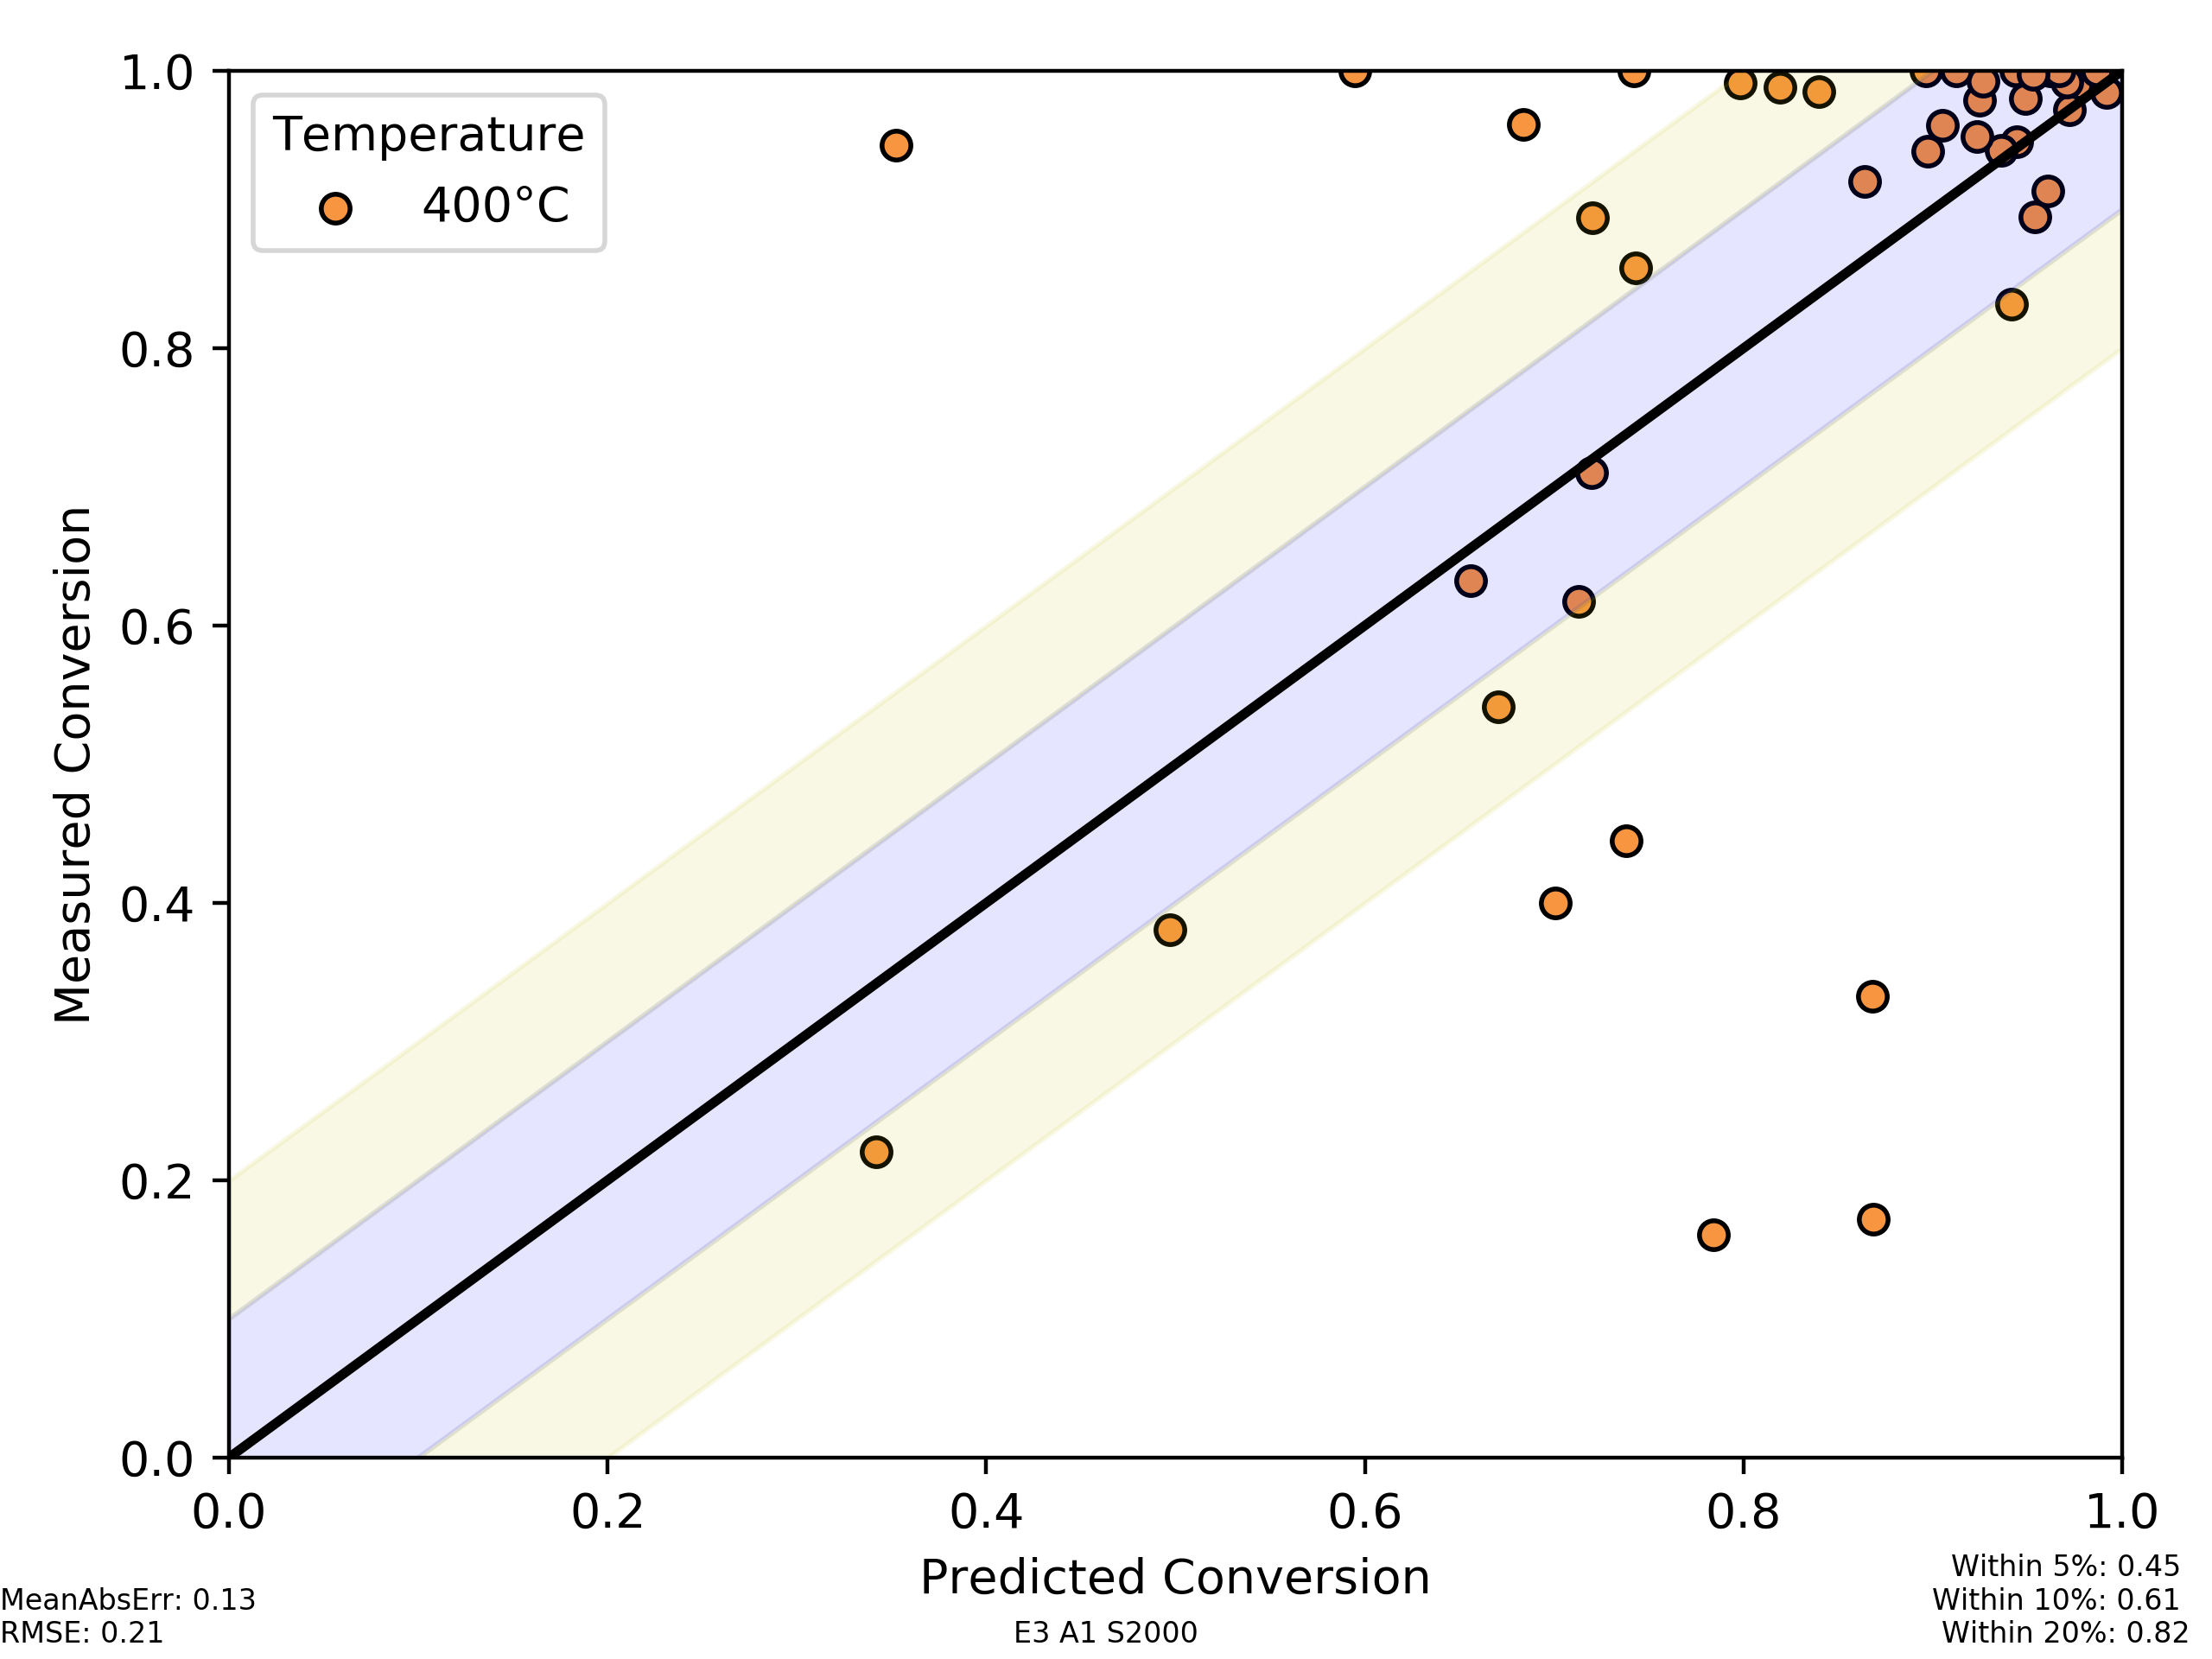 1.0
0.8
0.6
0.4
0.2
0.0
Measured Conversion
Temperature
400°C
0.0 0.2 0.4 0.6 0.8 1.0
Predicted Conversion
MeanAbsErr: 0.13
RMSE: 0.21
E3 A1 S2000
Within 5%: 0.45
Within 10%: 0.61
Within 20%: 0.82